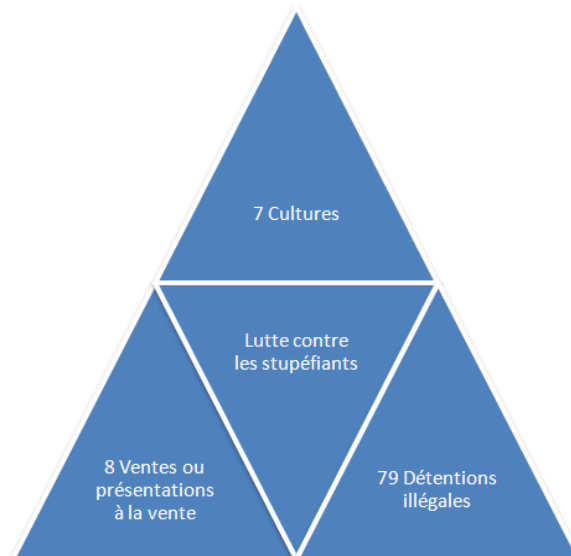 7 Cultures
Lutte contre
les stupéfiants
8 Ventes ou
présentations
à la vente
79 Détentions
illégales